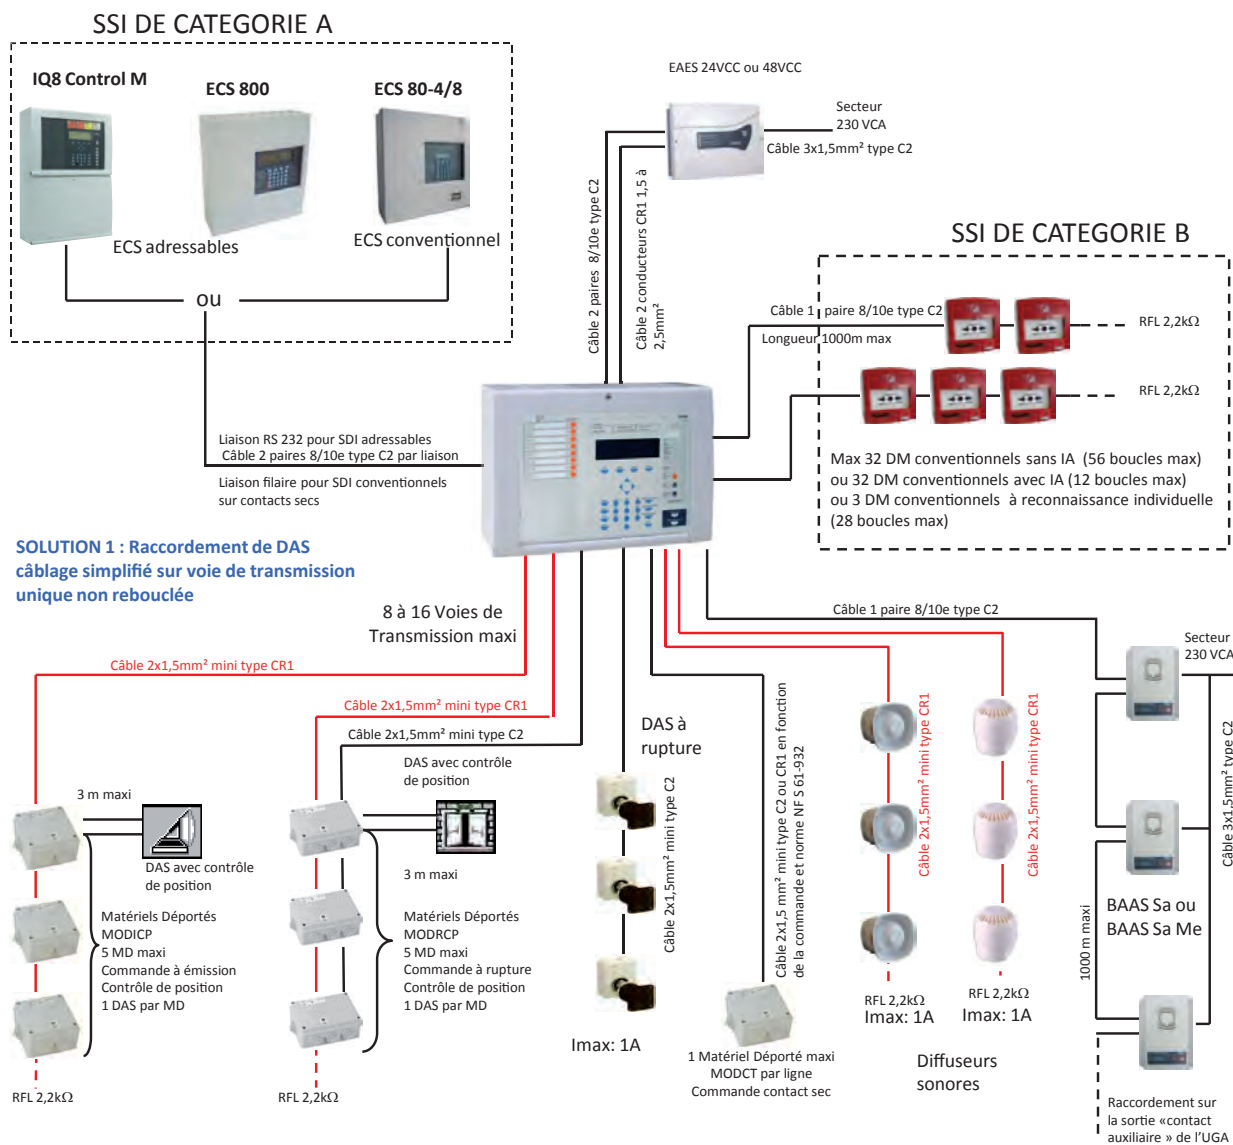 SSI DE CATEGORIE A
IQ8 Control M
ECS 800
ECS 80-4/8
ECS adressables
ECS conventionnel
ou
EAES 24VCC ou 48VCC
Secteur
230 VCA
Câble 3x1,5mm² type C2
Câble 2 paires 8/10e type C2
Câble 2 conducteurs CR1 1,5 à
2,5mm²
SSI DE CATEGORIE B
Câble 1 paire 8/10e type C2
Longueur 1000m max
RFL 2,2kΩ
RFL 2,2kΩ
Max 32 DM conventionnels sans IA (56 boucles max)
ou 32 DM conventionnels avec IA (12 boucles max)
ou 3 DM conventionnels à reconnaissance individuelle
(28 boucles max)
Liaison RS 232 pour SDI adressables
Câble 2 paires 8/10e type C2 par liaison
Liaison filaire pour SDI conventionnels
sur contacts secs
SOLUTION 1 : Raccordement de DAS
câblage simplifié sur voie de transmission
unique non rebouclée
8 à 16 Voies de
Transmission maxi
Câble 2x1,5mm² mini type CR1
Câble 2x1,5mm² mini type CR1
Câble 2x1,5mm² mini type C2
DAS avec contrôle
de position
3 m maxi
DAS avec contrôle
de position
Matériels Déportés
MODICP
5 MD maxi
Commande à émission
Contrôle de position
1 DAS par MD
RFL 2,2kΩ
3 m maxi
Matériels Déportés
MODRCP
5 MD maxi
Commande à rupture
Contrôle de position
1 DAS par MD
RFL 2,2kΩ
DAS à
rupture
Câble 2x1,5mm² mini type C2
Imax: 1A
Câble 2x1,5 mm² mini type C2 ou CR1 en fonction
de la commande et norme NF S 61-932
1 Matériel Déporté maxi
MODCT par ligne
Commande contact sec
Câble 2x1,5mm² mini type CR1
Câble 2x1,5mm² mini type CR1
RFL 2,2kΩ
Imax: 1A
RFL 2,2kΩ
Imax: 1A
Diffuseurs
sonores
Câble 1 paire 8/10e type C2
Secteur
230 VCA
Câble 3x1.5mm² type C2
BAAS Sa ou
BAAS Sa Me
1000 m maxi
Raccordement sur
la sortie «contact
auxiliaire » de l'UGA